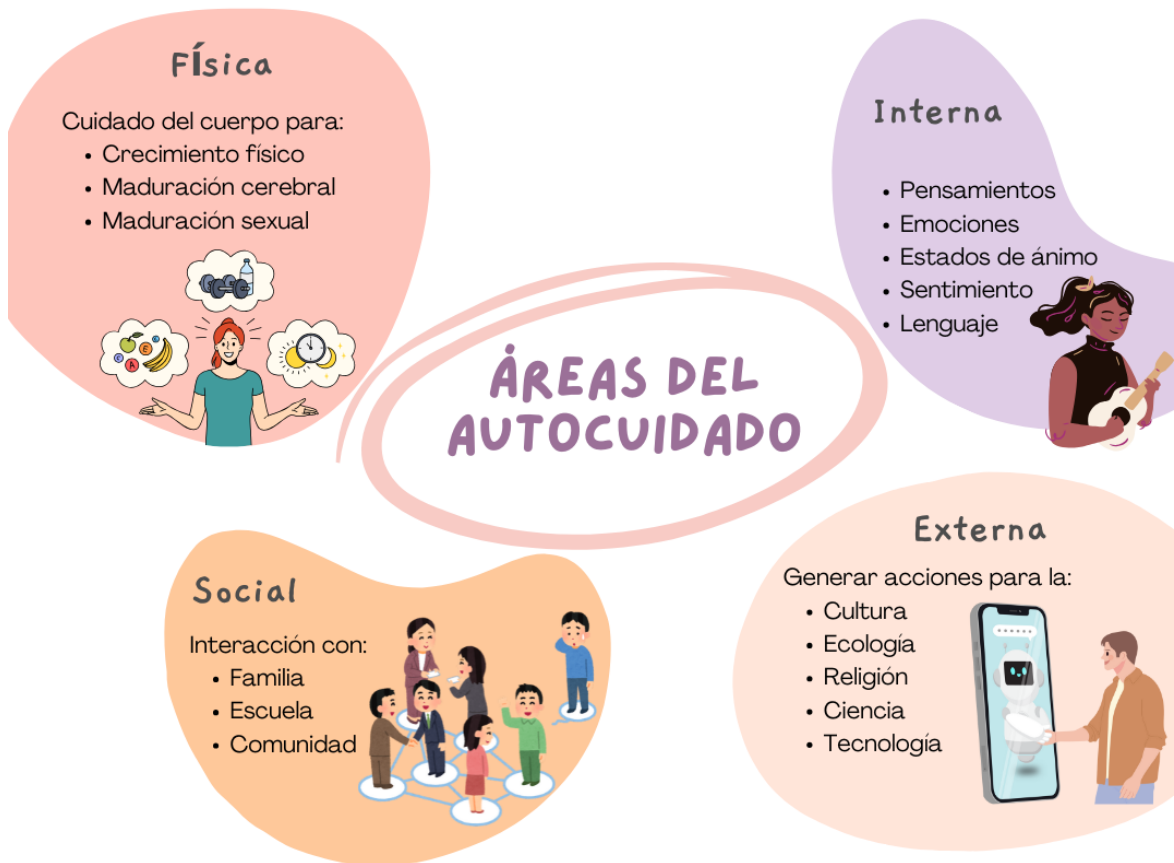 Física
Cuidado del cuerpo para:
• Crecimiento físico
• Maduración cerebral
• Maduración sexual
Interna
• Pensamientos
• Emociones
• Estados de ánimo
• Sentimiento
• Lenguaje
ÁREAS DEL
AUTOCUIDADO
Social
Interacción con:
• Familia
• Escuela
• Comunidad
Externa
Generar acciones para la:
• Cultura
• Ecología
• Religión
• Ciencia
• Tecnología